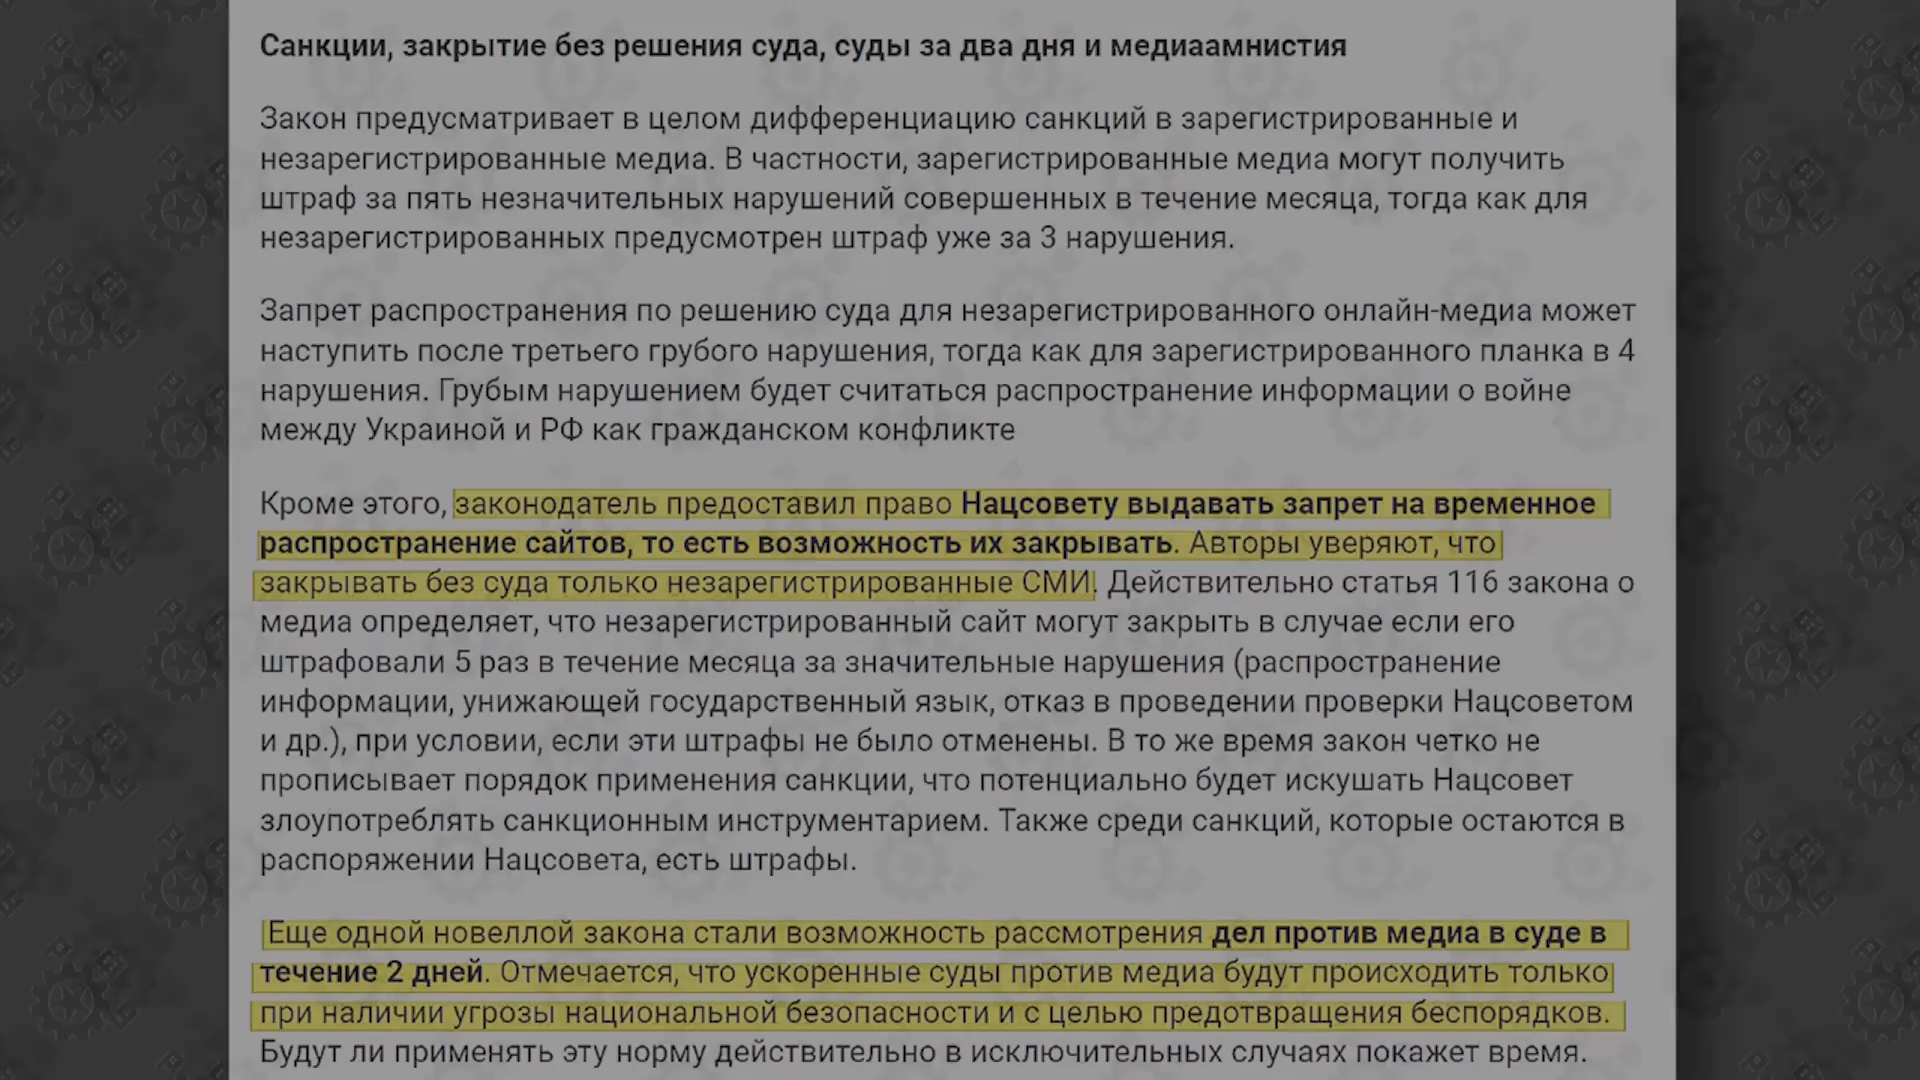 Санкции, закрытие без решения суда, суды за два дня и медиаамнистия
Закон предусматривает в целом дифференциацию санкций в зарегистрированные и
незарегистрированные медиа. В частности, зарегистрированные медиа могут получить
штраф за пять незначительных нарушений совершенных в течение месяца, тогда как для
незарегистрированных предусмотрен штраф уже за 3 нарушения.
Запрет распространения по решению суда для незарегистрированного онлайн-медиа может
наступить после третьего грубого нарушения, тогда как для зарегистрированного планка в 4
нарушения. Грубым нарушением будет считаться распространение информации о войне
между Украиной и РФ как гражданском конфликте
Кроме этого, законодатель предоставил право Нацсовету выдавать запрет на временное
распространение сайтов, то есть возможность их закрывать. Авторы уверяют, что
закрывать без суда только незарегистрированные СМИ. Действительно статья 116 закона о
медиа определяет, что незарегистрированный сайт могут закрыть в случае если его
штрафовали 5 раз в течение месяца за значительные нарушения (распространение
информации, унижающей государственный язык, отказ в проведении проверки Нацсоветом
и др.), при условии, если эти штрафы не было отменены. В то же время закон четко не
прописывает порядок применения санкции, что потенциально будет искушать Нацсовет
злоупотреблять санкционным инструментарием. Также среди санкций, которые остаются в
распоряжении Нацсовета, есть штрафы.
Еще одной новеллой закона стали возможность рассмотрения дел против медиа в суде в
течение 2 дней. Отмечается, что ускоренные суды против медиа будут происходить только
при наличии угрозы национальной безопасности и с целью предотвращения беспорядков.
Будут ли применять эту норму действительно в исключительных случаях покажет время.